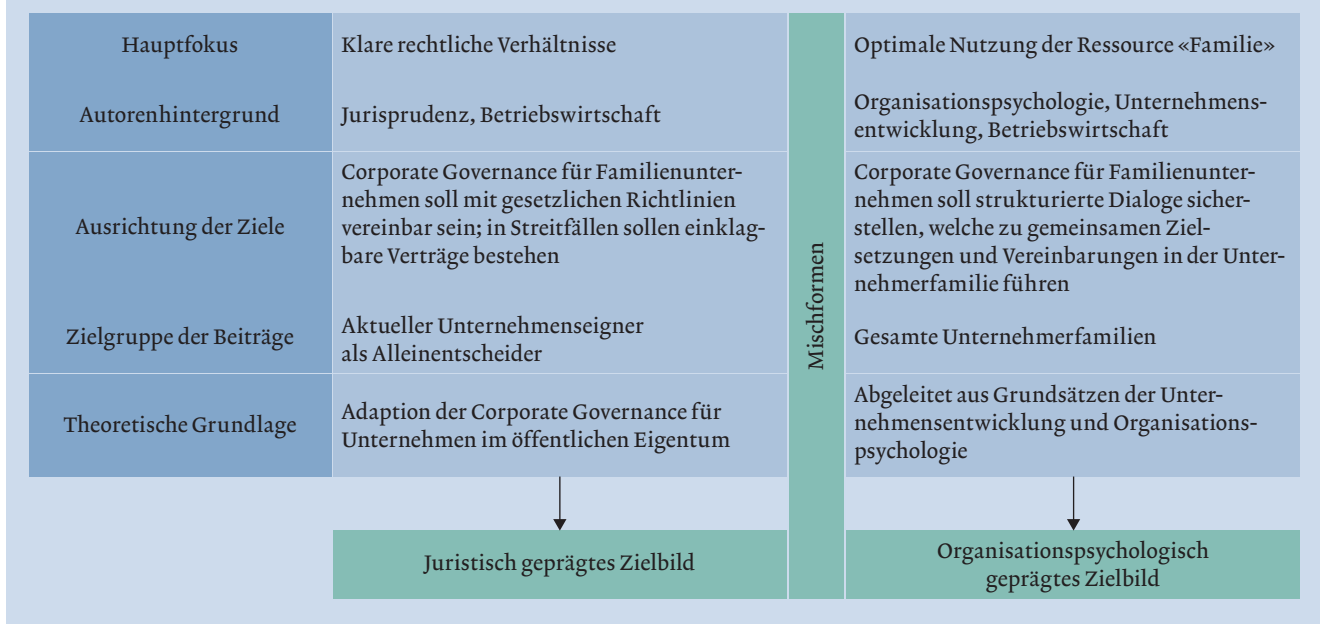 Hauptfokus
Klare rechtliche Verhältnisse
Optimale Nutzung der Ressource «Familie»
Autorenhintergrund
Jurisprudenz, Betriebswirtschaft
Organisationspsychologie, Unternehmens-
entwicklung, Betriebswirtschaft
Ausrichtung der Ziele
Corporate Governance für Familienunter-
nehmen soll mit gesetzlichen Richtlinien
vereinbar sein; in Streitfällen sollen einklag-
bare Verträge bestehen
Corporate Governance für Familienunter-
nehmen soll strukturierte Dialoge sicher-
stellen, welche zu gemeinsamen Ziel-
setzungen und Vereinbarungen in der Unter-
nehmerfamilie führen
Zielgruppe der Beiträge
Aktueller Unternehmenseigner
als Alleinentscheider
Gesamte Unternehmerfamilien
Theoretische Grundlage
Adaption der Corporate Governance für
Unternehmen im öffentlichen Eigentum
Abgeleitet aus Grundsätzen der Unter-
nehmensentwicklung und Organisations-
psychologie
Mischformen
Juristisch geprägtes Zielbild
Organisationspsychologisch
geprägtes Zielbild